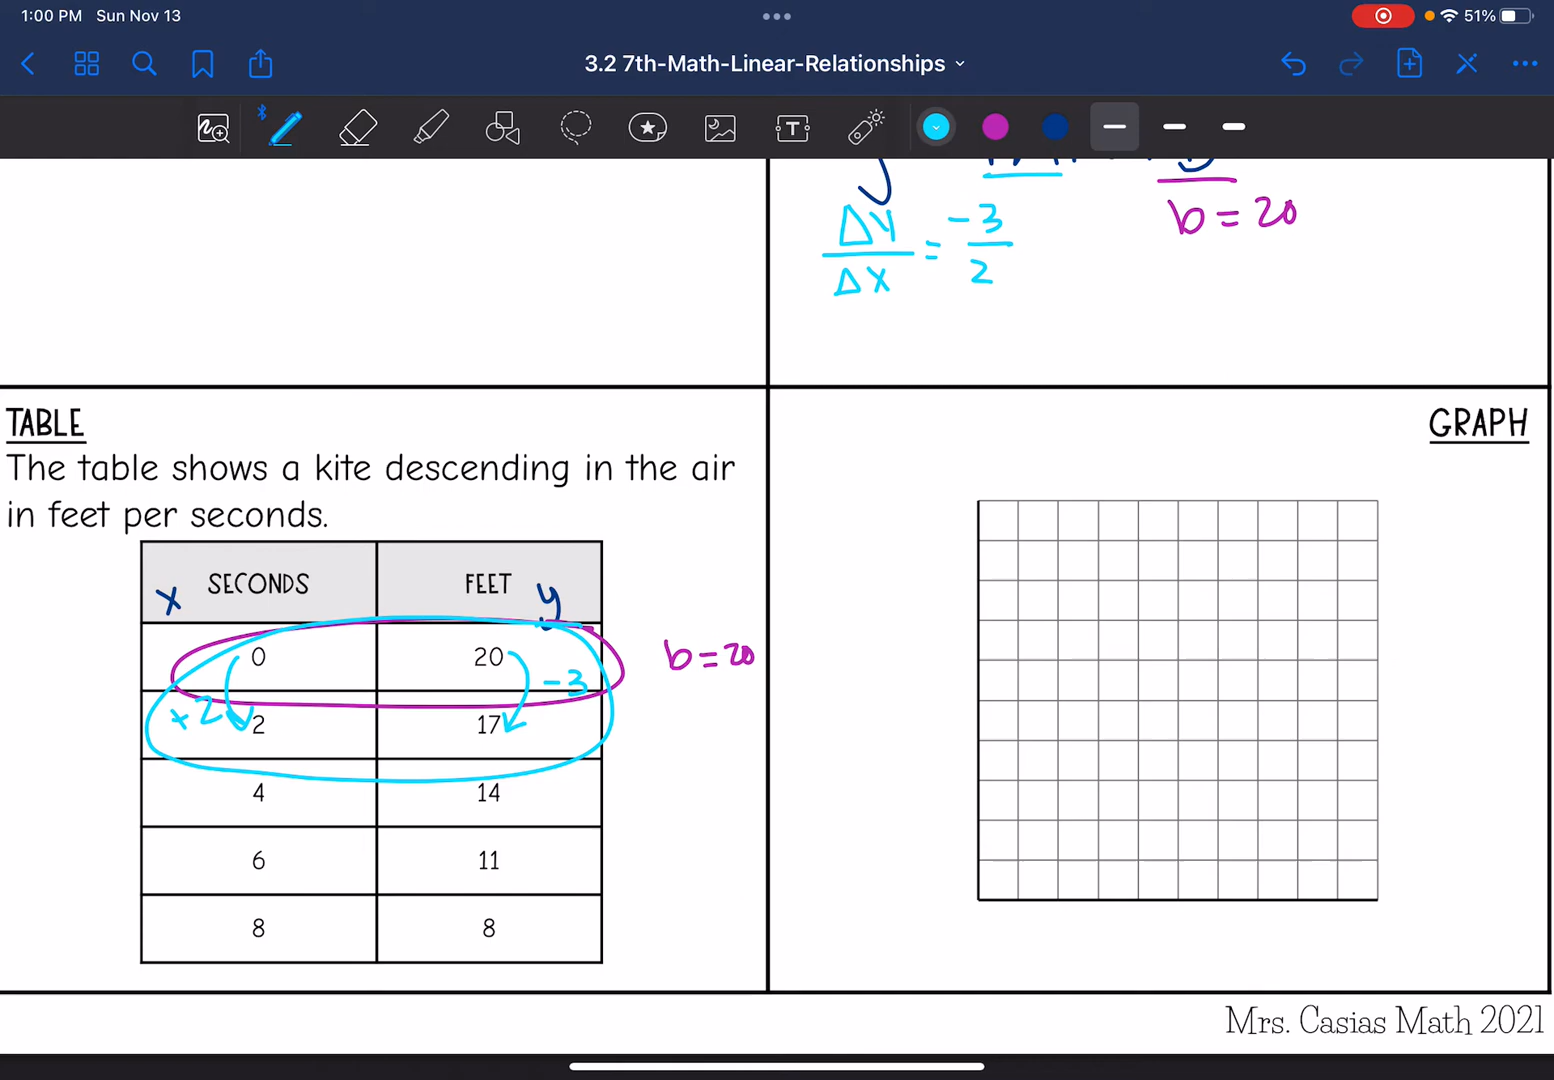 1:00 PM Sun Nov 13
51%
3.2 7th-Math-Linear-Relationships
T
Δy/Δx = -3/2
b = 20
TABLE
The table shows a kite descending in the air
in feet per seconds.
x SECONDS FEET y
0 20 -3 b = 20
+2 2 17
4 14
6 11
8 8
GRAPH
Mrs. Casias Math 2021